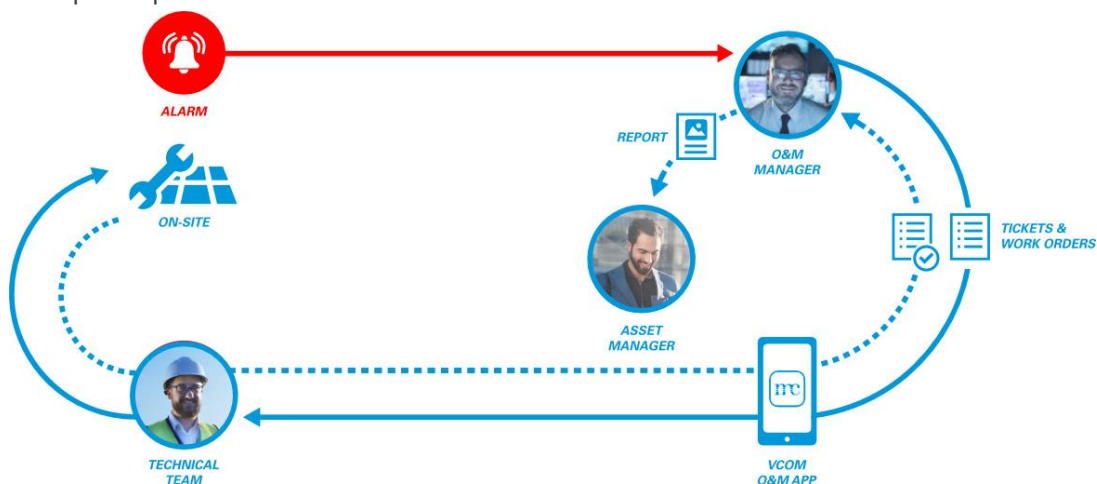 ALARM
REPORT
O&M
MANAGER
ON-SITE
TICKETS &
WORK ORDERS
ASSET
MANAGER
mc
TECHNICAL
TEAM
VCOM
O&M APP